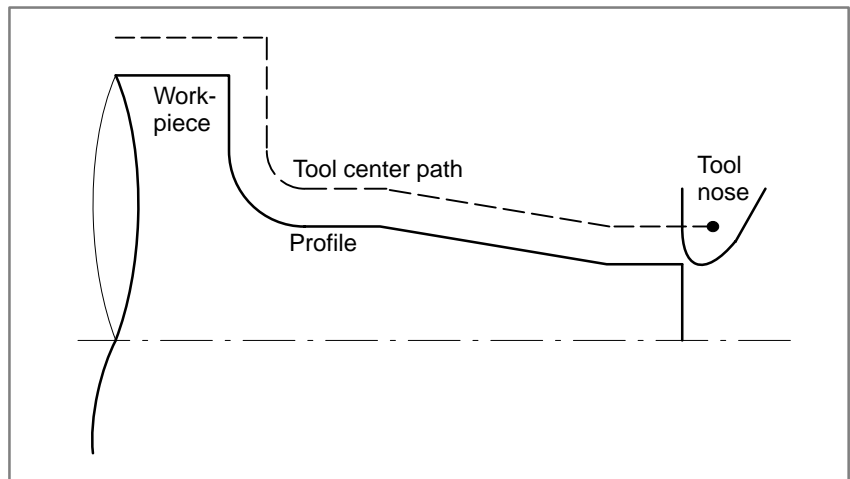 Work-
piece
Tool center path
Tool
nose
Profile